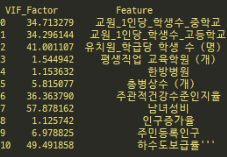 VIF_Factor Feature
0 34.713279 교원_1인당_학생수_중학교
1 34.296144 교원_1인당_학생수_고등학교
2 41.001107 유치원_학급당 학생 수 (명)
3 1.544942 평생직업 교육학원 (개)
4 1.153632 한방병원
5 5.815077 총병상수 (개)
6 36.363790 주관적건강수준인지율
7 57.878162 남녀성비
8 1.125742 인구증가율
9 6.978825 주민등록인구
10 49.491858 하수도보급률'''